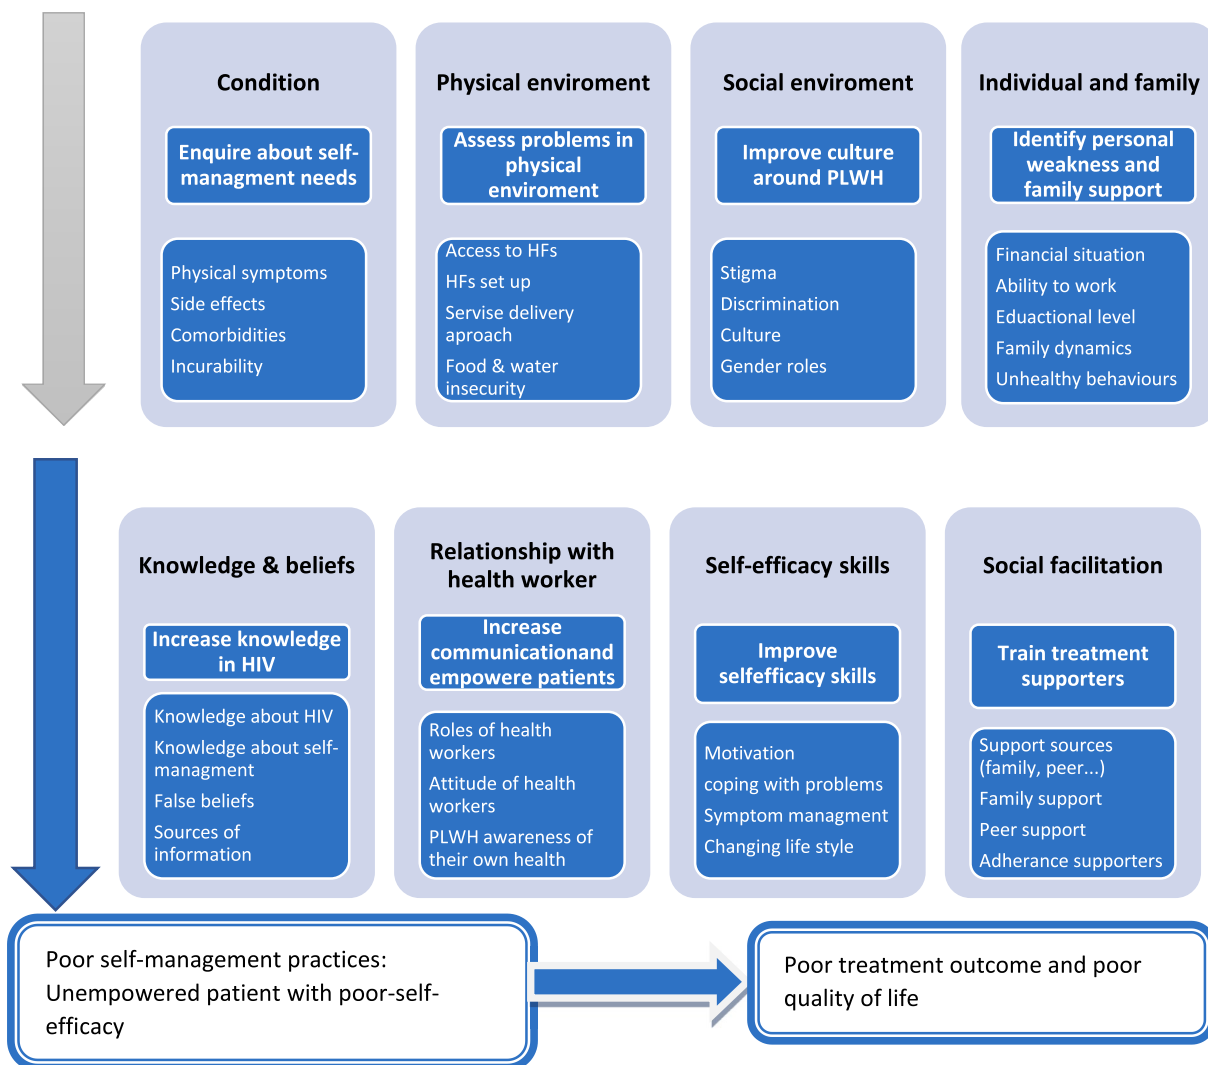 Condition
Enquire about self-
managment needs
Physical symptoms
Side effects
Comorbidities
Incurability
Physical enviroment
Assess problems in
physical
enviroment
Access to HFs
HFs set up
Servise delivery
aproach
Food & water
insecurity
Social enviroment
Improve culture
around PLWH
Stigma
Discrimination
Culture
Gender roles
Individual and family
Identify personal
weakness and
family support
Financial situation
Ability to work
Eduactional level
Family dynamics
Unhealthy behaviours
Knowledge & beliefs
Increase knowledge
in HIV
Knowledge about HIV
Knowledge about self-
managment
False beliefs
Sources of
information
Relationship with
health worker
Increase
communicationand
empowere patients
Roles of health
workers
Attitude of health
workers
PLWH awareness of
their own health
Self-efficacy skills
Improve
selfefficacy skills
Motivation
coping with problems
Symptom managment
Changing life style
Social facilitation
Train treatment
supporters
Support sources
(family, peer...)
Family support
Peer support
Adherance supporters
Poor self-management practices:
Unempowered patient with poor-self-
efficacy
Poor treatment outcome and poor
quality of life